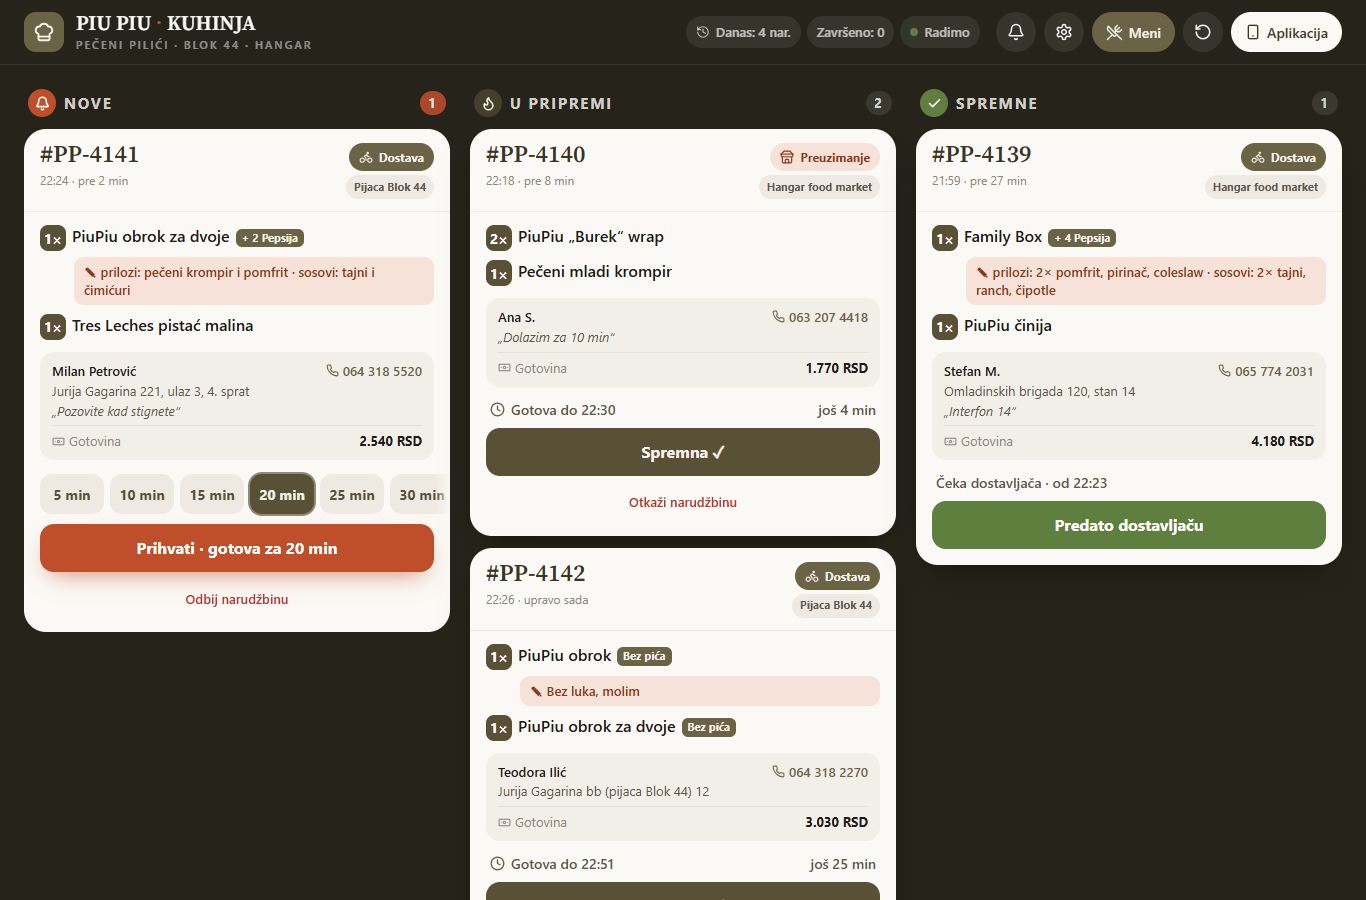 PIU PIU · KUHINJA
PEČENI PILIĆI · BLOK 44 · HANGAR
Danas: 4 nar.
Završeno: 0
Radimo
Meni
Aplikacija
NOVE
1
#PP-4141
Dostava
22:24 · pre 2 min
Pijaca Blok 44
1×
PiuPiu obrok za dvoje
+ 2 Pepsija
prilozi: pečeni krompir i pomfrit · sosovi: tajni i
čimićuri
1×
Tres Leches pistać malina
Milan Petrović
064 318 5520
Jurija Gagarina 221, ulaz 3, 4. sprat
„Pozovite kad stignete“
Gotovina
2.540 RSD
5 min
10 min
15 min
20 min
25 min
30 min
Prihvati · gotova za 20 min
Odbij narudžbinu
U PRIPREMI
2
#PP-4140
Preuzimanje
22:18 · pre 8 min
Hangar food market
2×
PiuPiu „Burek“ wrap
1×
Pečeni mladi krompir
Ana S.
063 207 4418
„Dolazim za 10 min“
Gotovina
1.770 RSD
Gotova do 22:30
još 4 min
Spremna ✓
Otkaži narudžbinu
#PP-4142
Dostava
22:26 · upravo sada
Pijaca Blok 44
1×
PiuPiu obrok
Bez pića
Bez luka, molim
1×
PiuPiu obrok za dvoje
Bez pića
Teodora Ilić
064 318 2270
Jurija Gagarina bb (pijaca Blok 44) 12
Gotovina
3.030 RSD
Gotova do 22:51
još 25 min
SPREMNE
1
#PP-4139
Dostava
21:59 · pre 27 min
Hangar food market
1×
Family Box
+ 4 Pepsija
prilozi: 2× pomfrit, pirinač, coleslaw · sosovi: 2× tajni,
ranch, čipotle
1×
PiuPiu činija
Stefan M.
065 774 2031
Omladinskih brigada 120, stan 14
„Interfon 14“
Gotovina
4.180 RSD
Čeka dostavljača · od 22:23
Predato dostavljaču